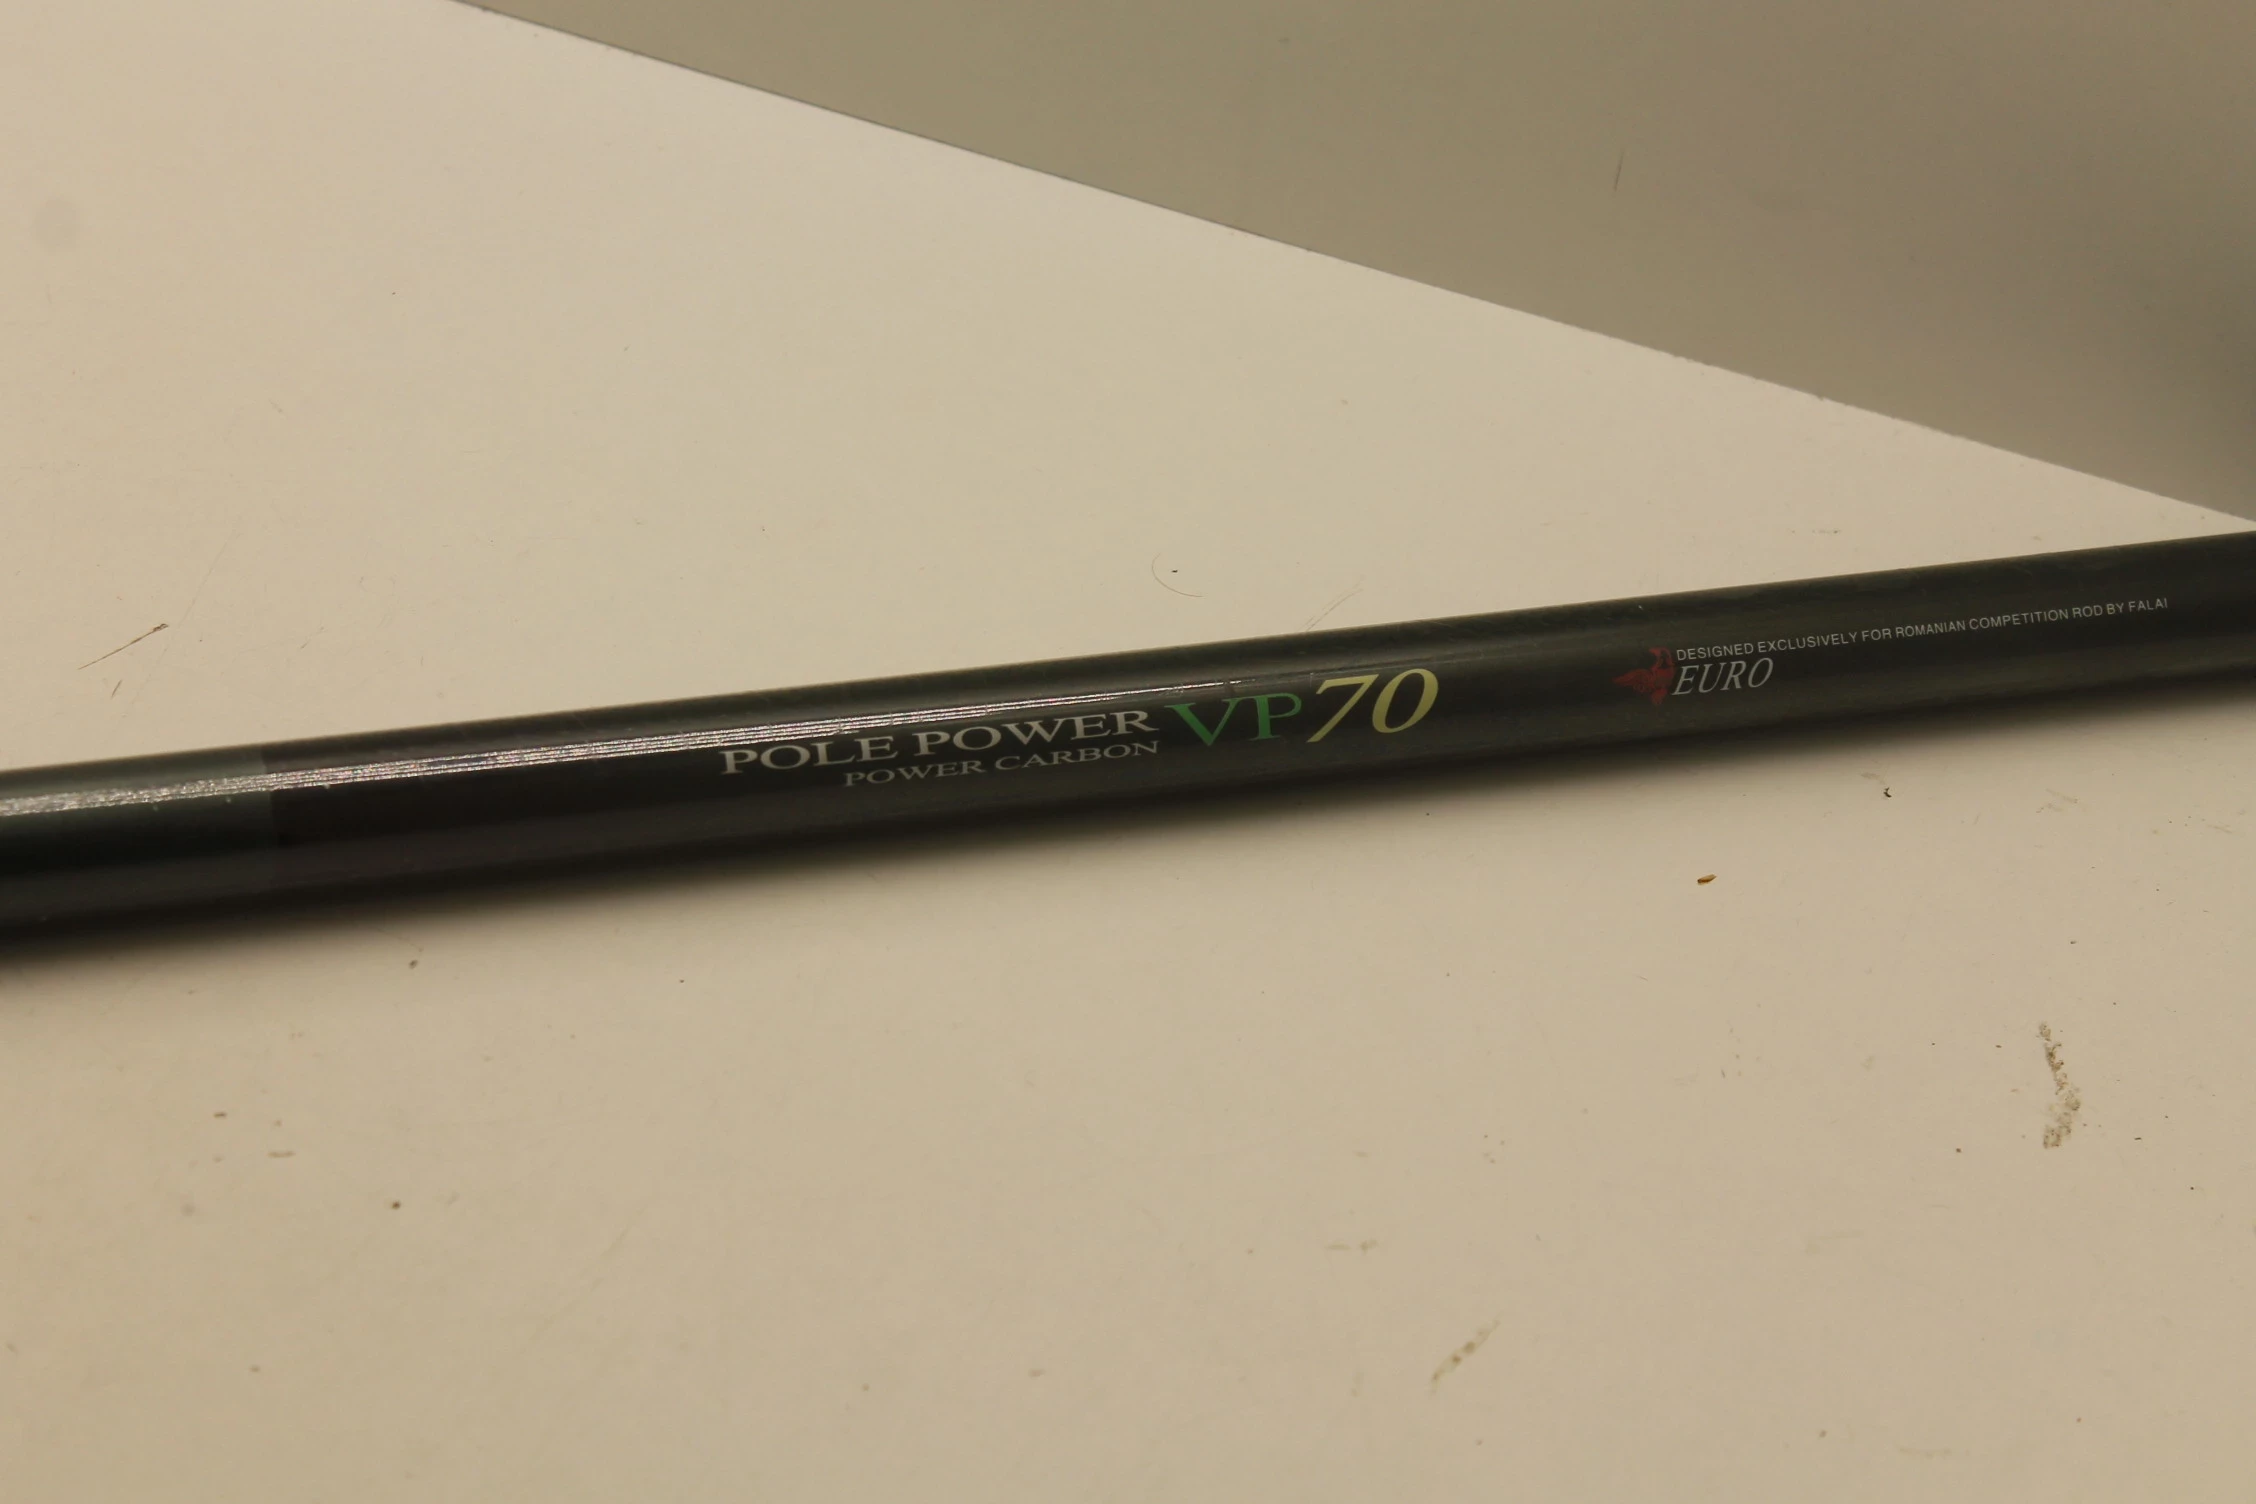 POLE POWER VP70
POWER CARBON
DESIGNED EXCLUSIVELY FOR ROMANIAN COMPETITION ROD BY FALAI
EURO